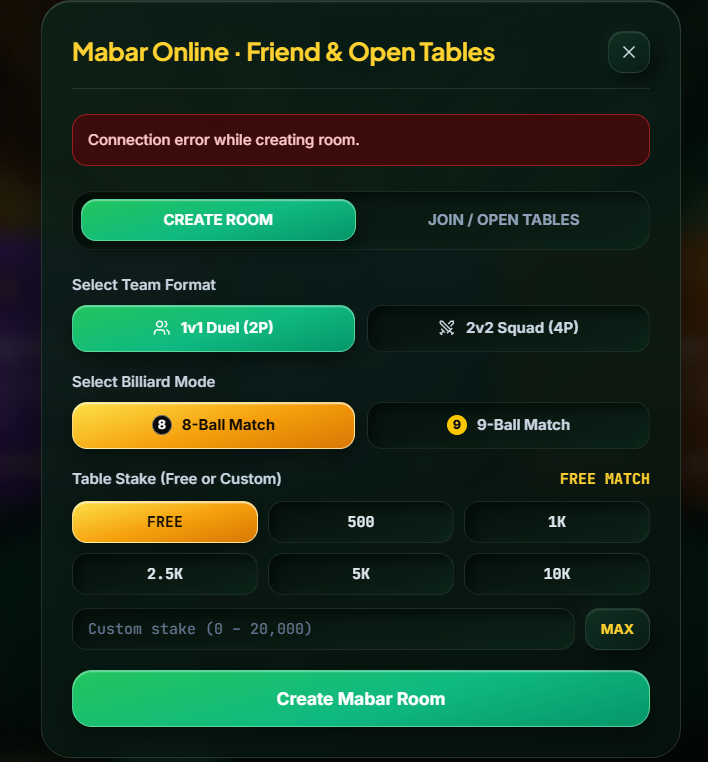 Mabar Online · Friend & Open Tables
Connection error while creating room.
CREATE ROOM JOIN / OPEN TABLES
Select Team Format
1v1 Duel (2P) 2v2 Squad (4P)
Select Billiard Mode
8 8-Ball Match 9 9-Ball Match
Table Stake (Free or Custom) FREE MATCH
FREE 500 1K
2.5K 5K 10K
Custom stake (0 – 20,000) MAX
Create Mabar Room